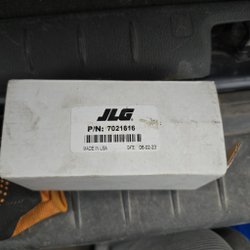 JLG
P/N: 7021616
MADE IN USA DATE: 06-02-23